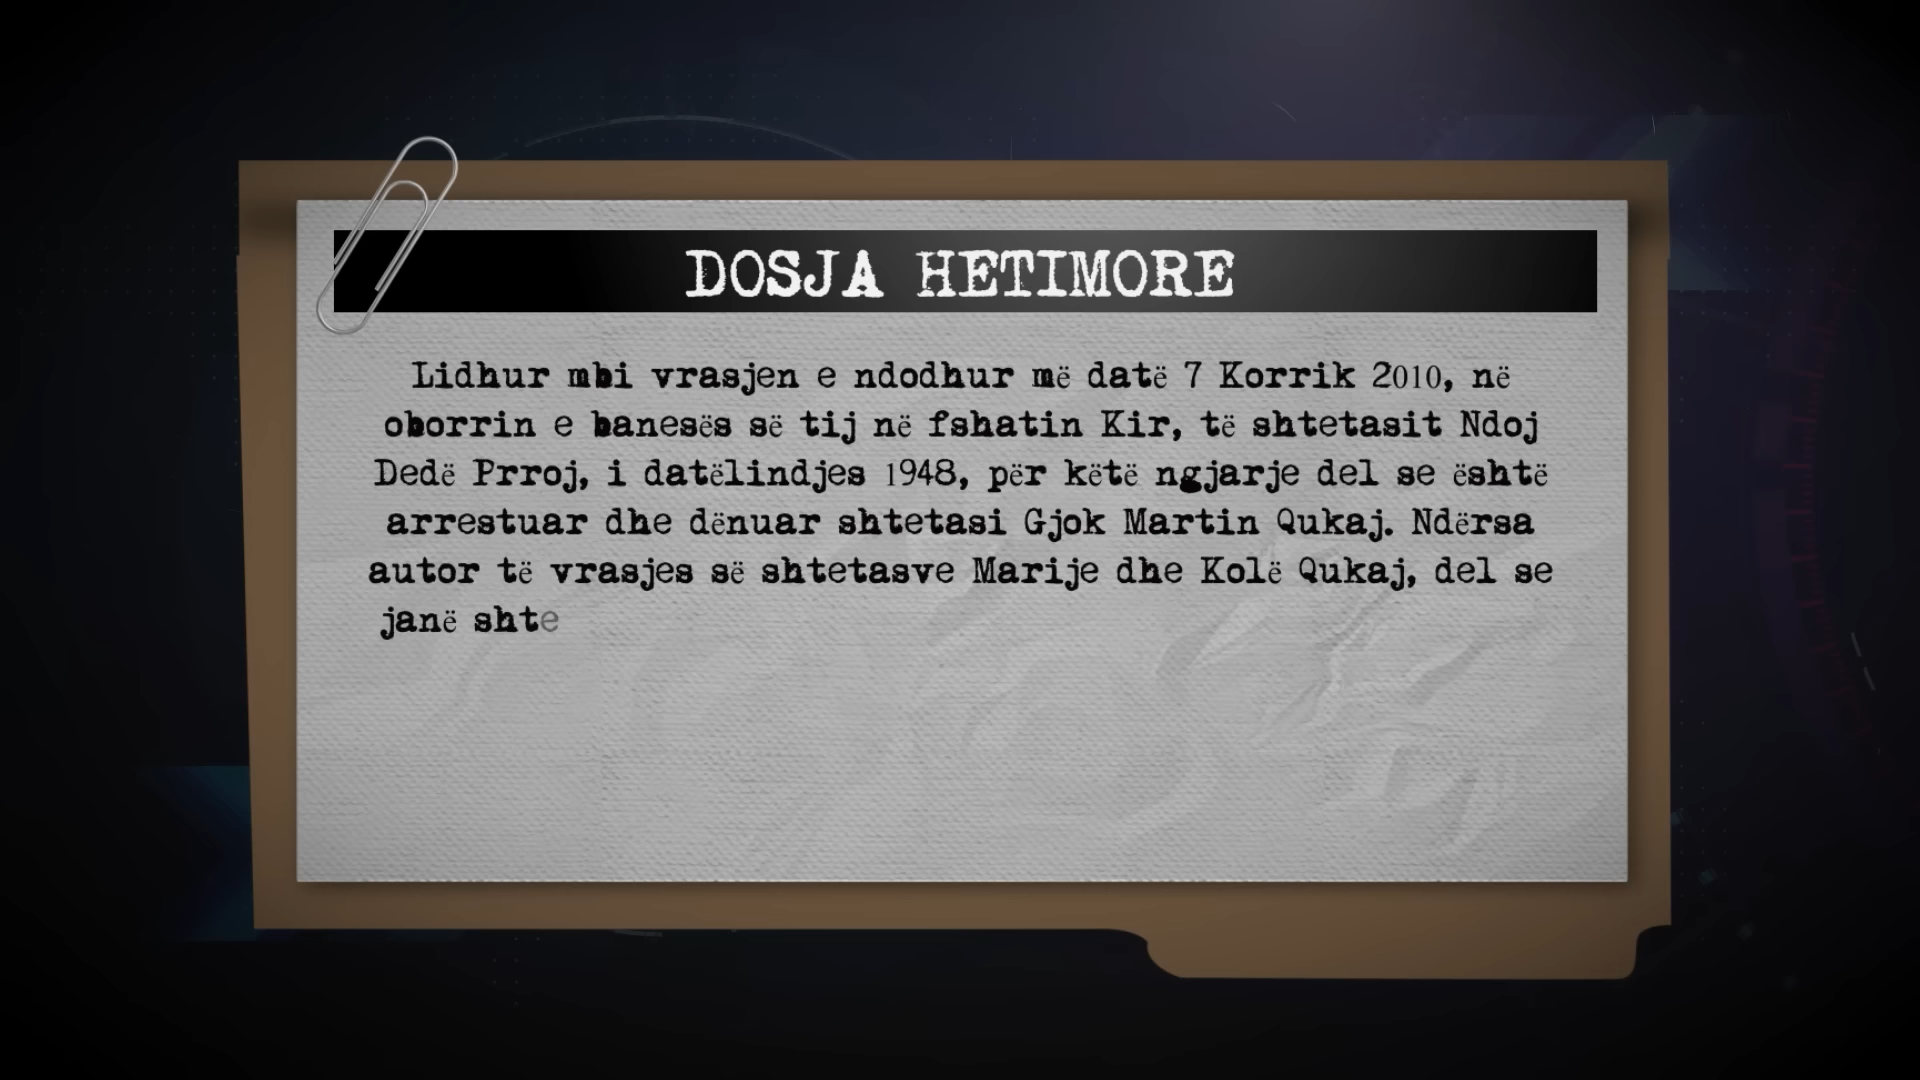 DOSJA HETIMORE
Lidhur mbi vrasjen e ndodhur më datë 7 Korrik 2010, në
oborrin e banesës së tij në fshatin Kir, të shtetasit Ndoj
Dedë Prroj, i datëlindjes 1948, për këtë ngjarje del se është
arrestuar dhe dënuar shtetasi Gjok Martin Qukaj. Ndërsa
autor të vrasjes së shtetasve Marije dhe Kolë Qukaj, del se
janë shte